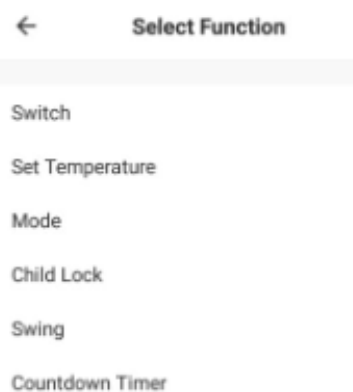 Select Function
Switch
Set Temperature
Mode
Child Lock
Swing
Countdown Timer